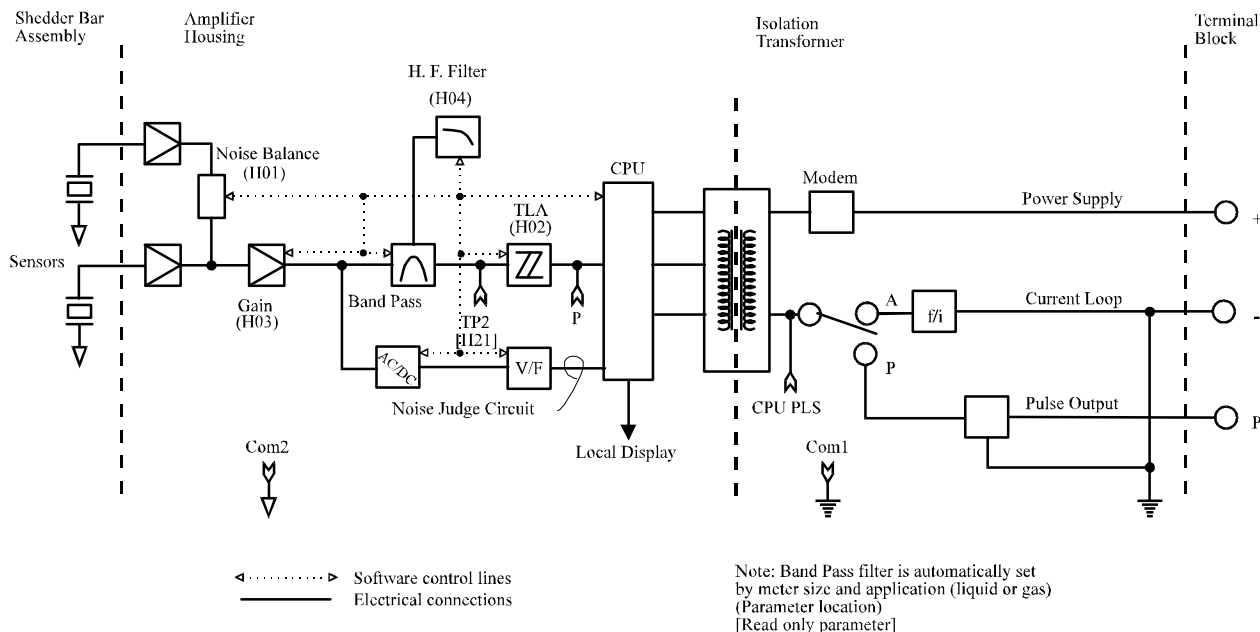 Shedder Bar
Assembly
Amplifier
Housing
Isolation
Transformer
Terminal
Block
H. F. Filter
(H04)
Noise Balance
(H01)
CPU
Modem
TLA
(H02)
Power Supply
+
Sensors
Gain
(H03)
Band Pass
TP2
[H21]
P
A
f/i
Current Loop
-
AC/DC
V/F
P
Noise Judge Circuit
CPU PLS
Pulse Output
P
Local Display
Com2
Com1
Software control lines
Electrical connections
Note: Band Pass filter is automatically set
by meter size and application (liquid or gas)
(Parameter location)
[Read only parameter]